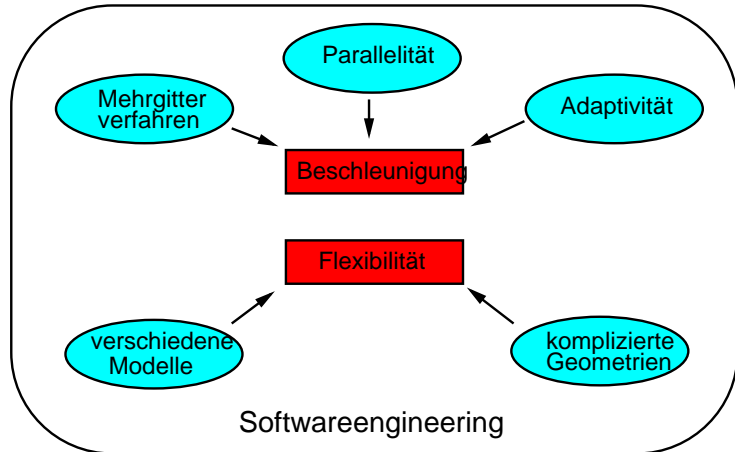 Parallelität
Mehrgitter
verfahren
Adaptivität
Beschleunigung
Flexibilität
verschiedene
Modelle
komplizierte
Geometrien
Softwareengineering